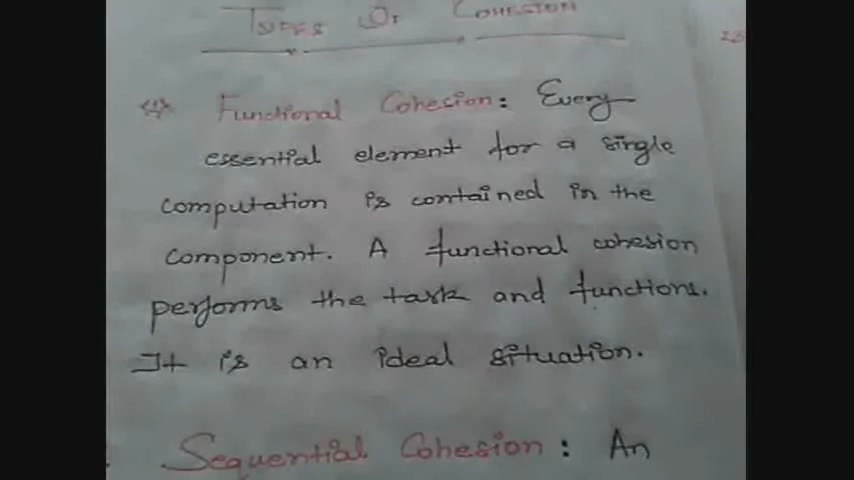 Types Of Cohesion
<1> Functional Cohesion: Every
essential element for a single
computation is contained in the
component. A functional cohesion
performs the task and functions.
It is an ideal situation.
Sequential Cohesion: An